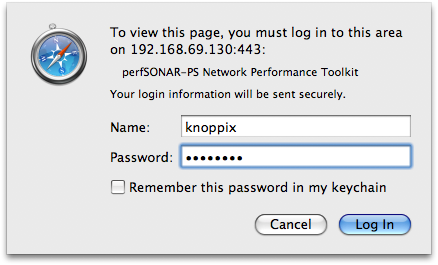 To view this page, you must log in to this area
on 192.168.69.130:443:
perfSONAR-PS Network Performance Toolkit
Your login information will be sent securely.
Name: knoppix
Password: ••••••••
Remember this password in my keychain
Cancel Log In